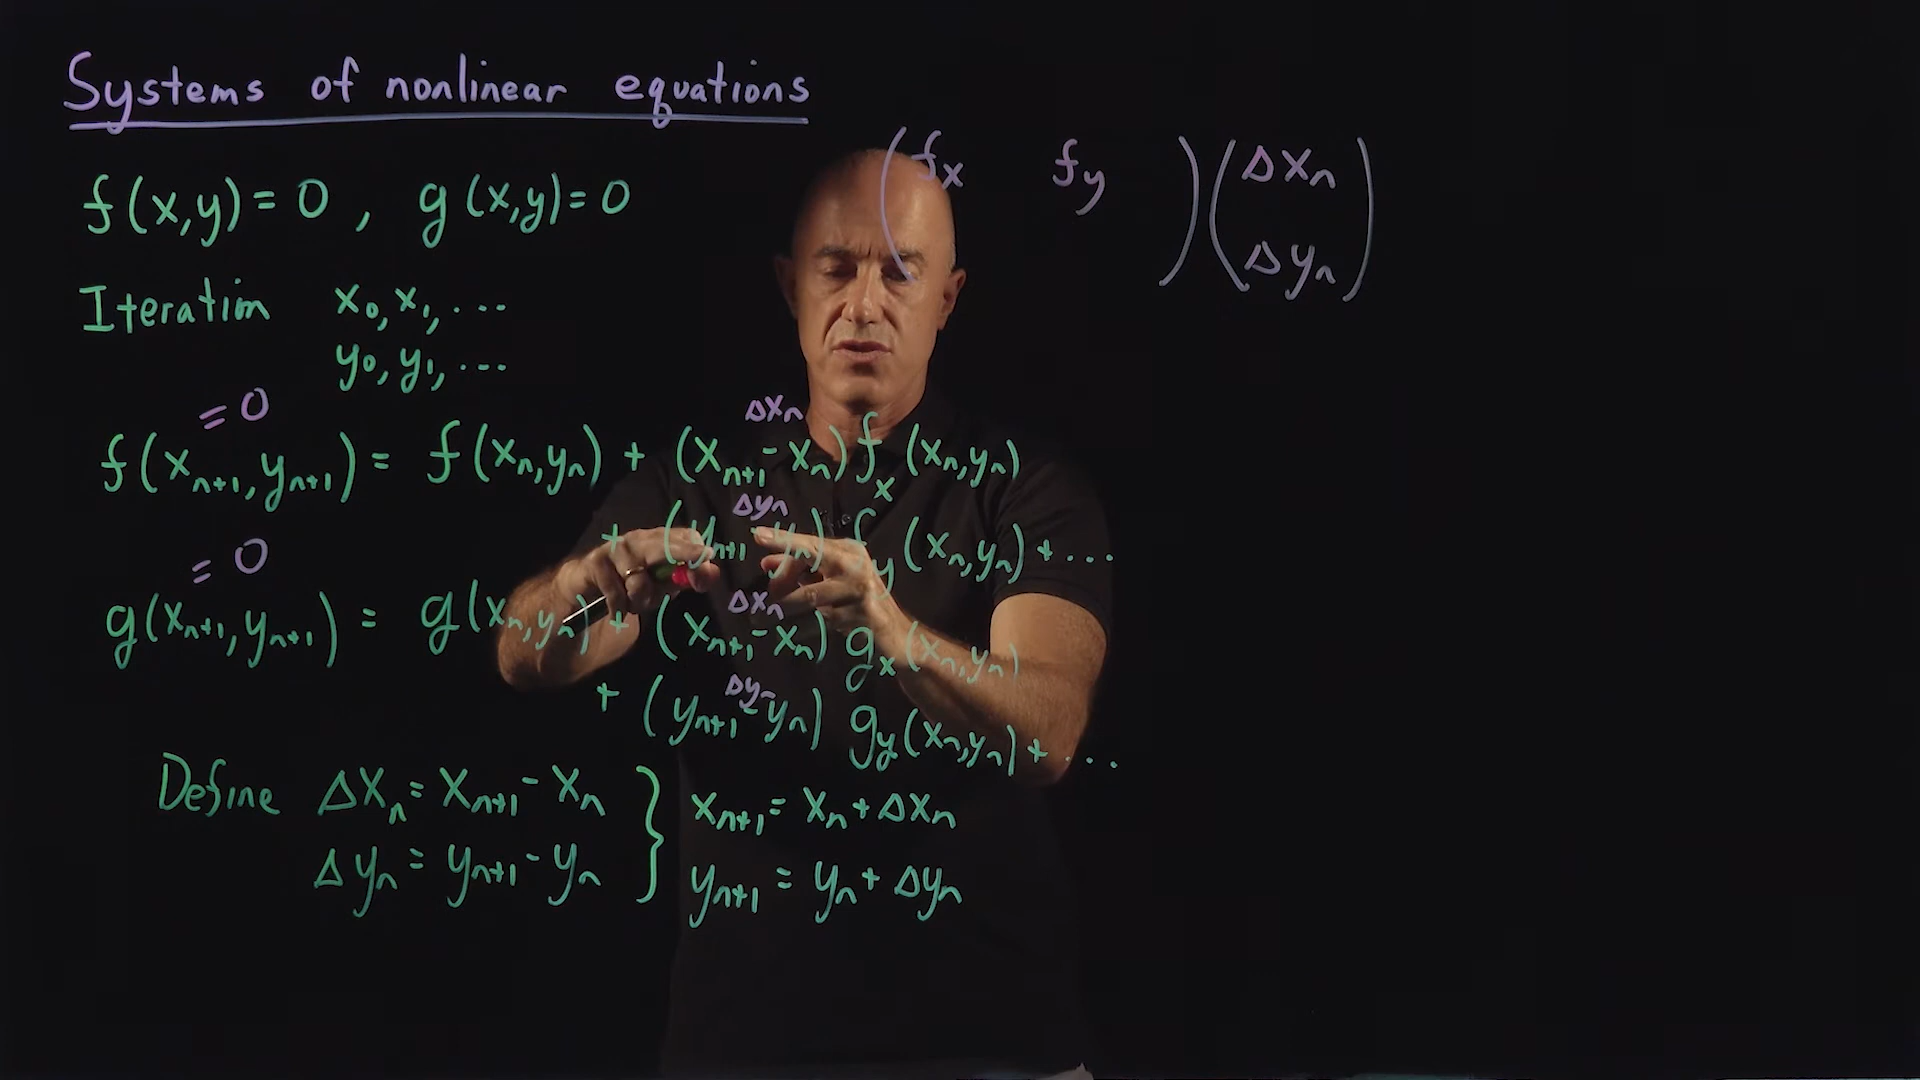 Systems of nonlinear equations
f(x,y)=0, g(x,y)=0
Iteration x₀, x₁, ...
y₀, y₁, ...
=0
f(xₙ₊₁, yₙ₊₁) = f(xₙ,yₙ) + (xₙ₊₁-xₙ) fₓ (xₙ,yₙ)
Δxₙ
+ (yₙ₊₁-yₙ) f_y (xₙ,yₙ) + ...
Δyₙ
=0
g(xₙ₊₁, yₙ₊₁) = g(xₙ,yₙ) + (xₙ₊₁-xₙ) gₓ (xₙ,yₙ)
Δxₙ
+ (yₙ₊₁-yₙ) g_y (xₙ,yₙ) + ...
Δyₙ
Define Δxₙ = xₙ₊₁ - xₙ } xₙ₊₁ = xₙ + Δxₙ
Δyₙ = yₙ₊₁ - yₙ } yₙ₊₁ = yₙ + Δyₙ
(fₓ f_y) (Δxₙ
Δyₙ)